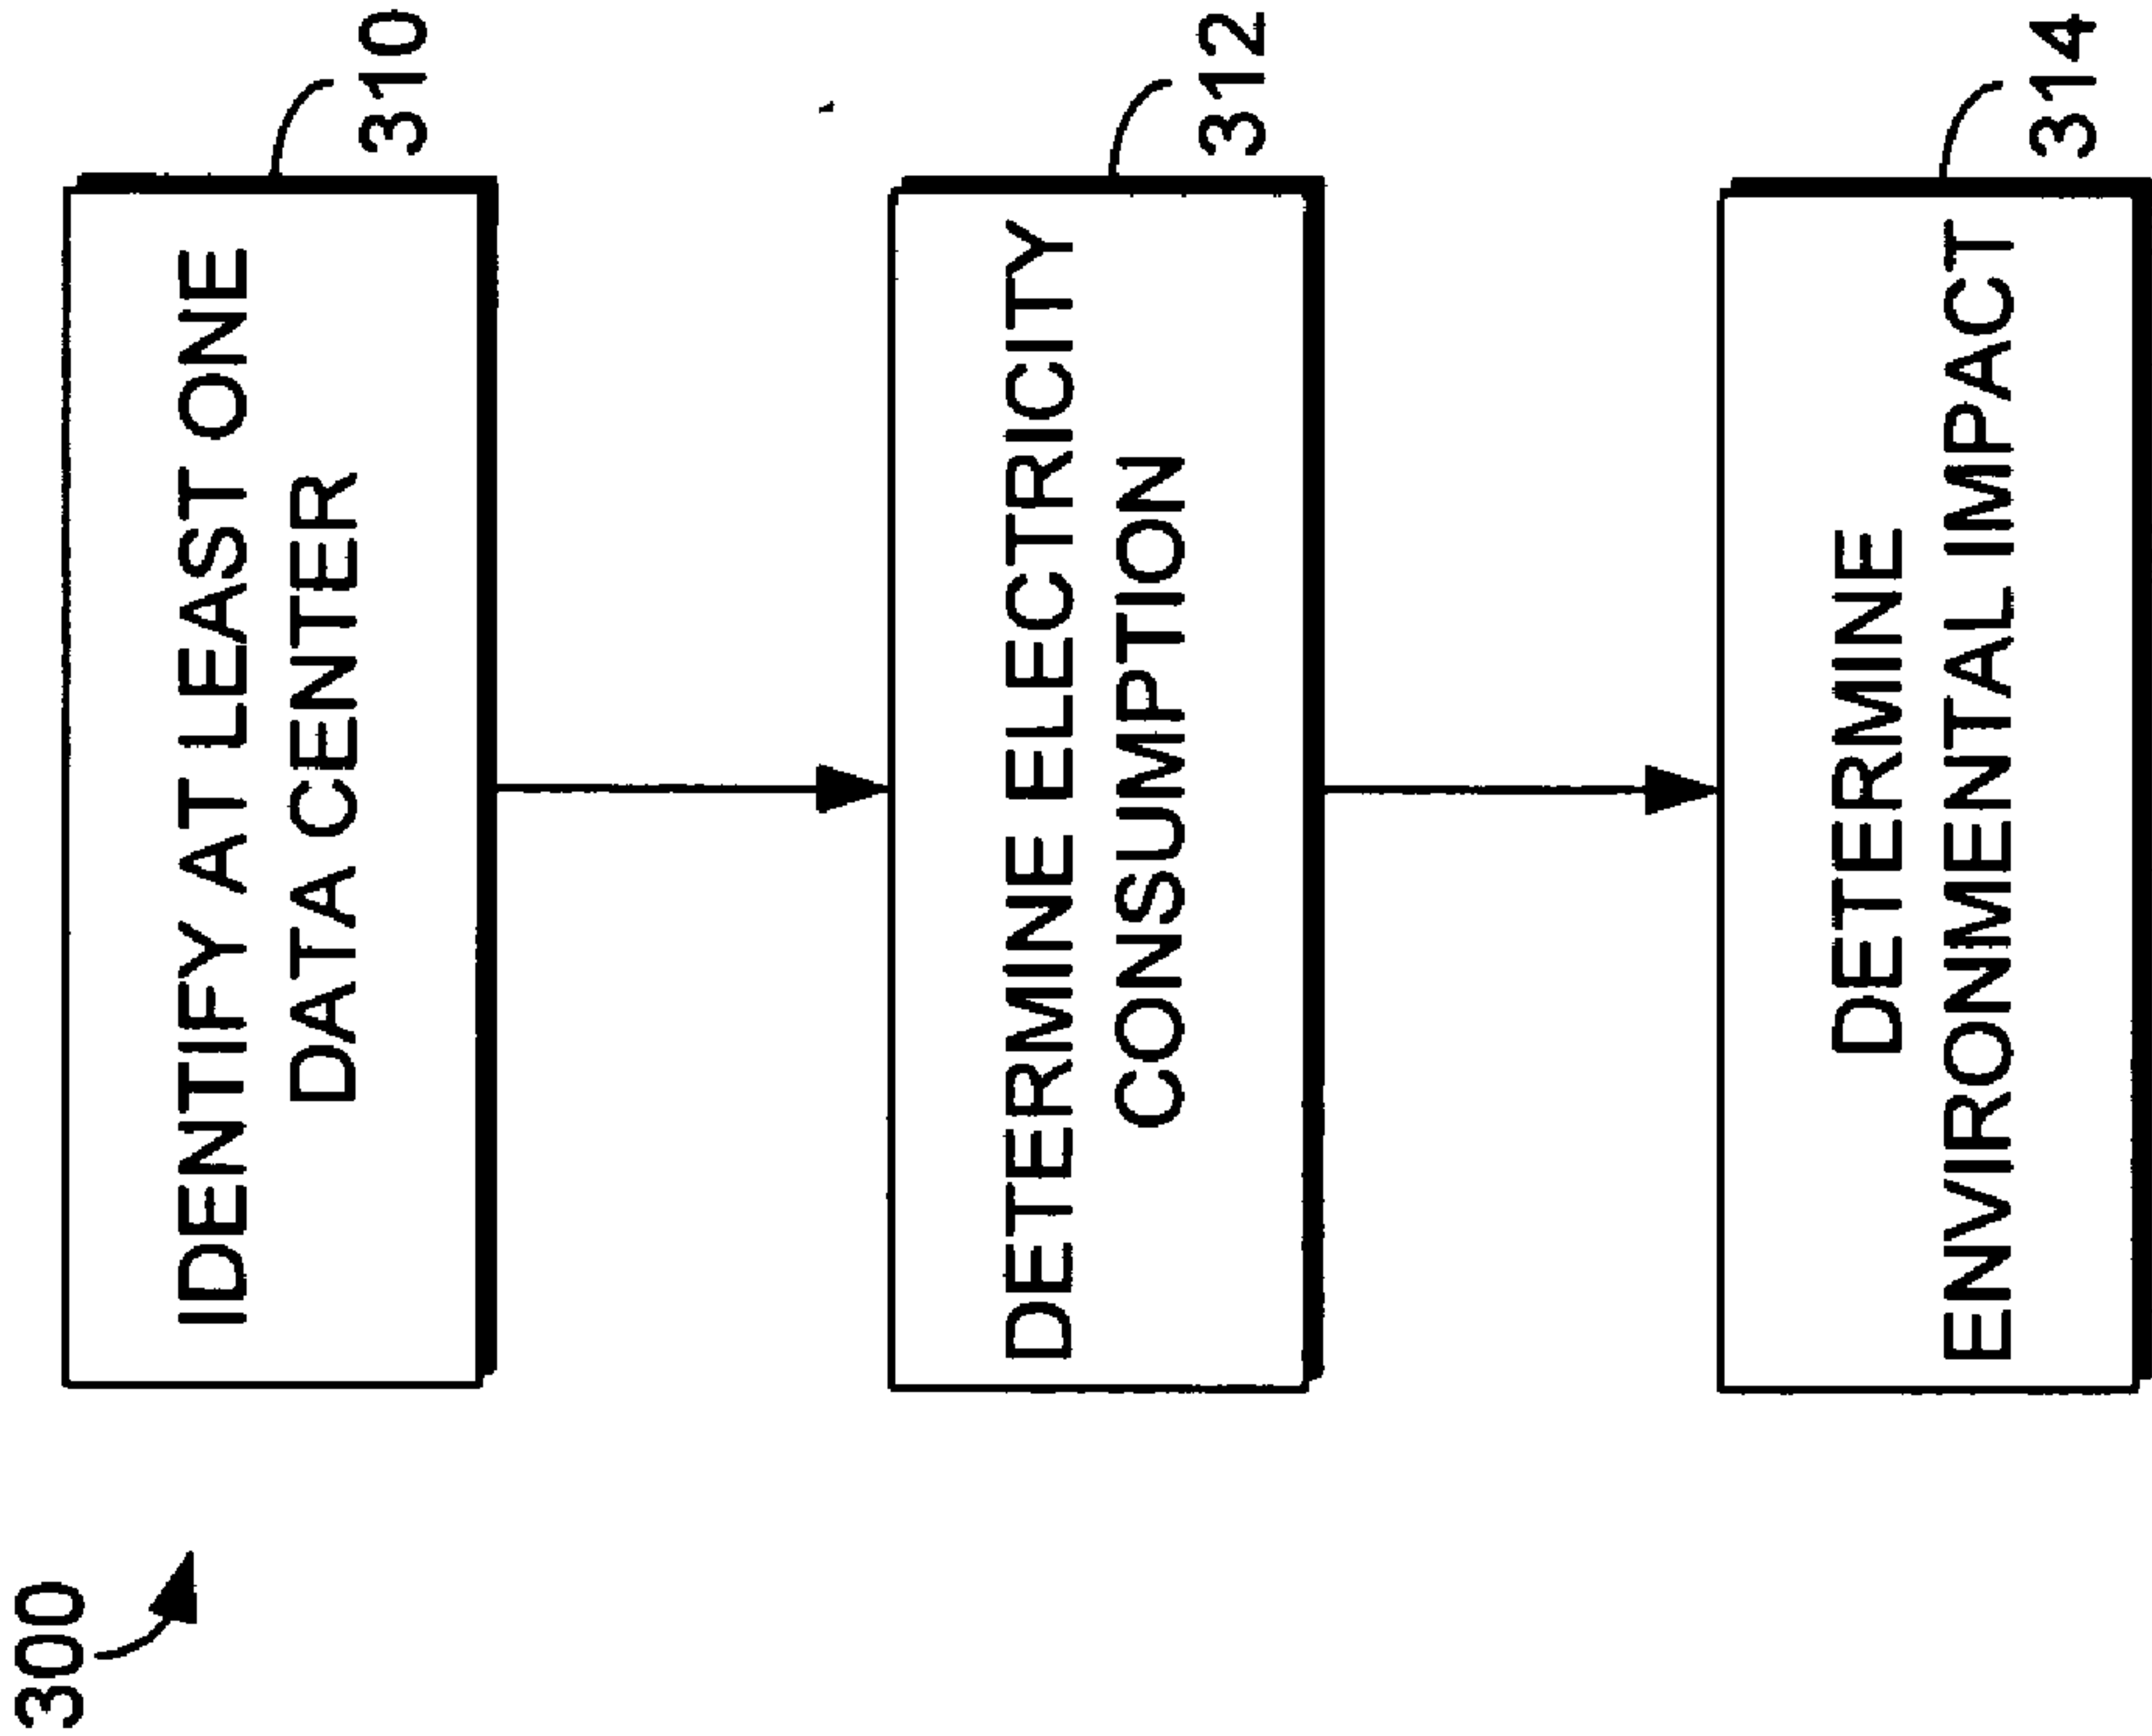 300
IDENTIFY AT LEAST ONE
DATA CENTER
310
DETERMINE ELECTRICITY
CONSUMPTION
312
DETERMINE
ENVIRONMENTAL IMPACT
314